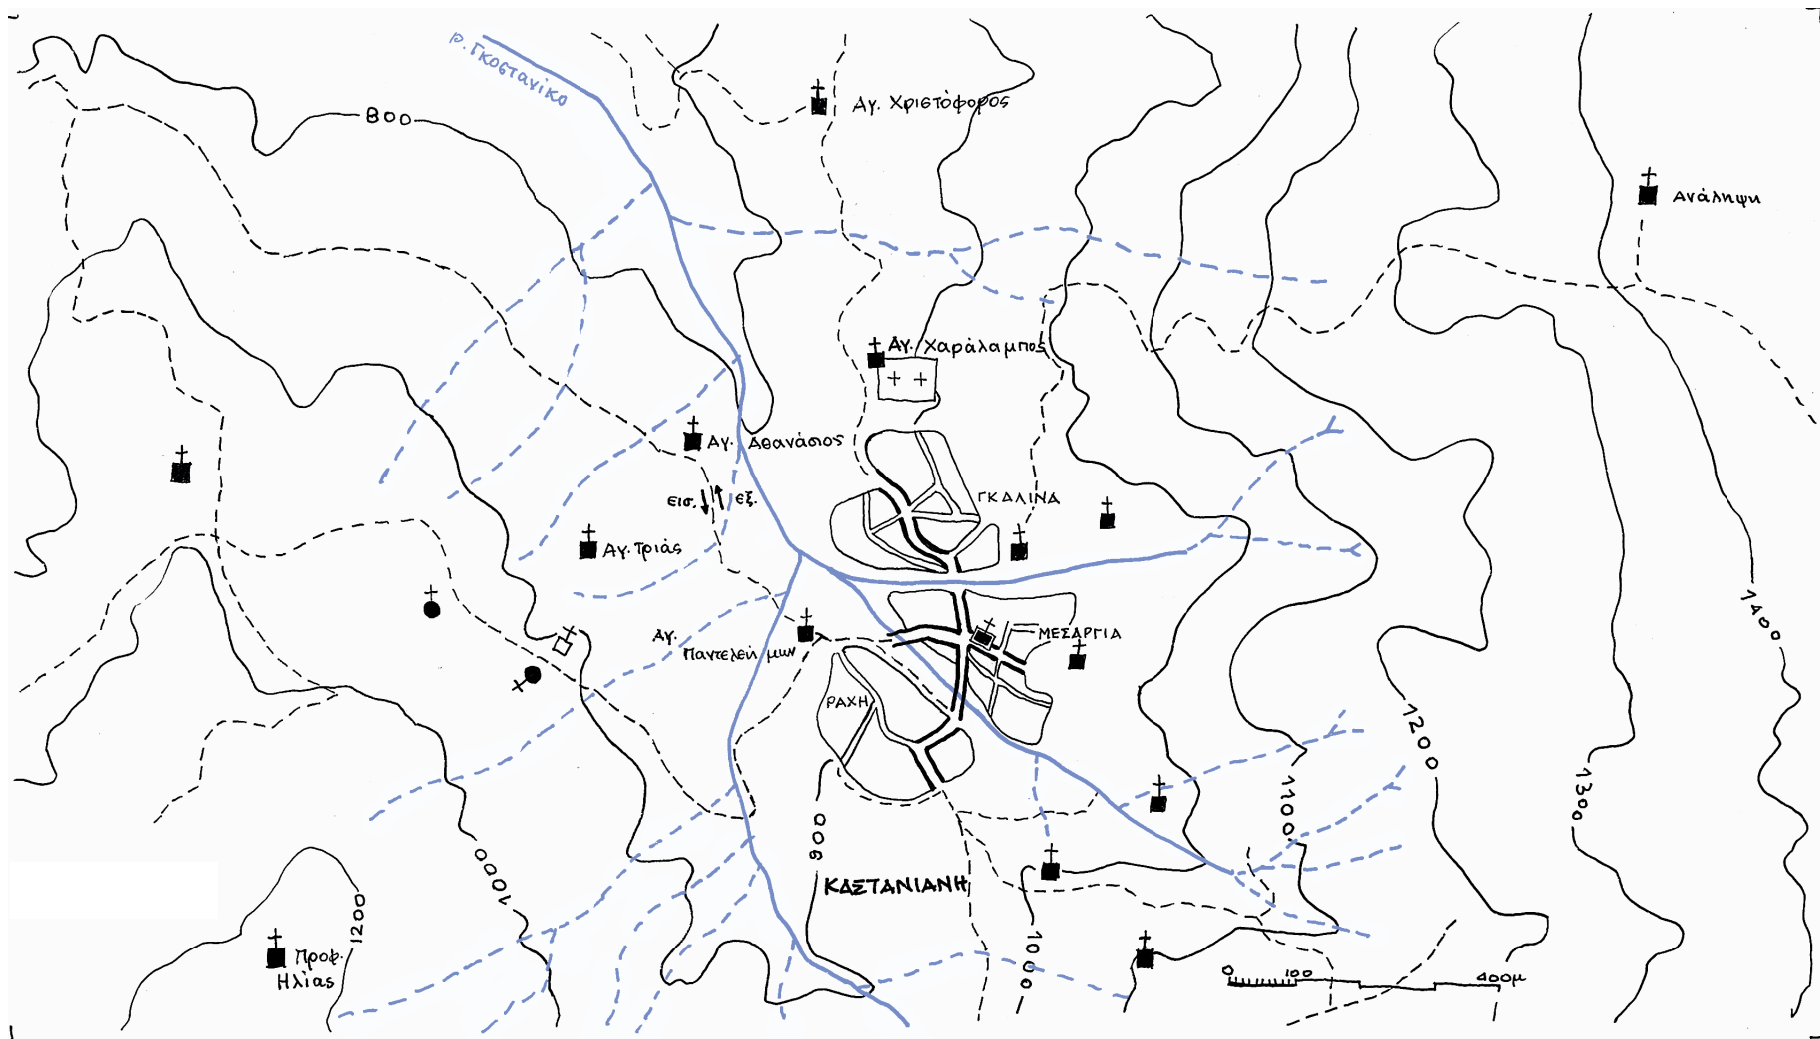 ρ. Γκοστανίκο
800
Αγ. Χριστόφορος
Ανάληψη
Αγ. Χαράλαμπος
Αγ. Αθανάσιος
εισ. εξ.
ΓΚΑΛΙΝΑ
Αγ. Τριάς
1400
Αγ.
Παντελεήμων
ΜΕΣΑΡΓΙΑ
ΡΑΧΗ
1200
1100
1300
900
1000
ΚΑΣΤΑΝΙΑΝΗ
1200
1000
Προφ.
Ηλίας
0 100 400μ